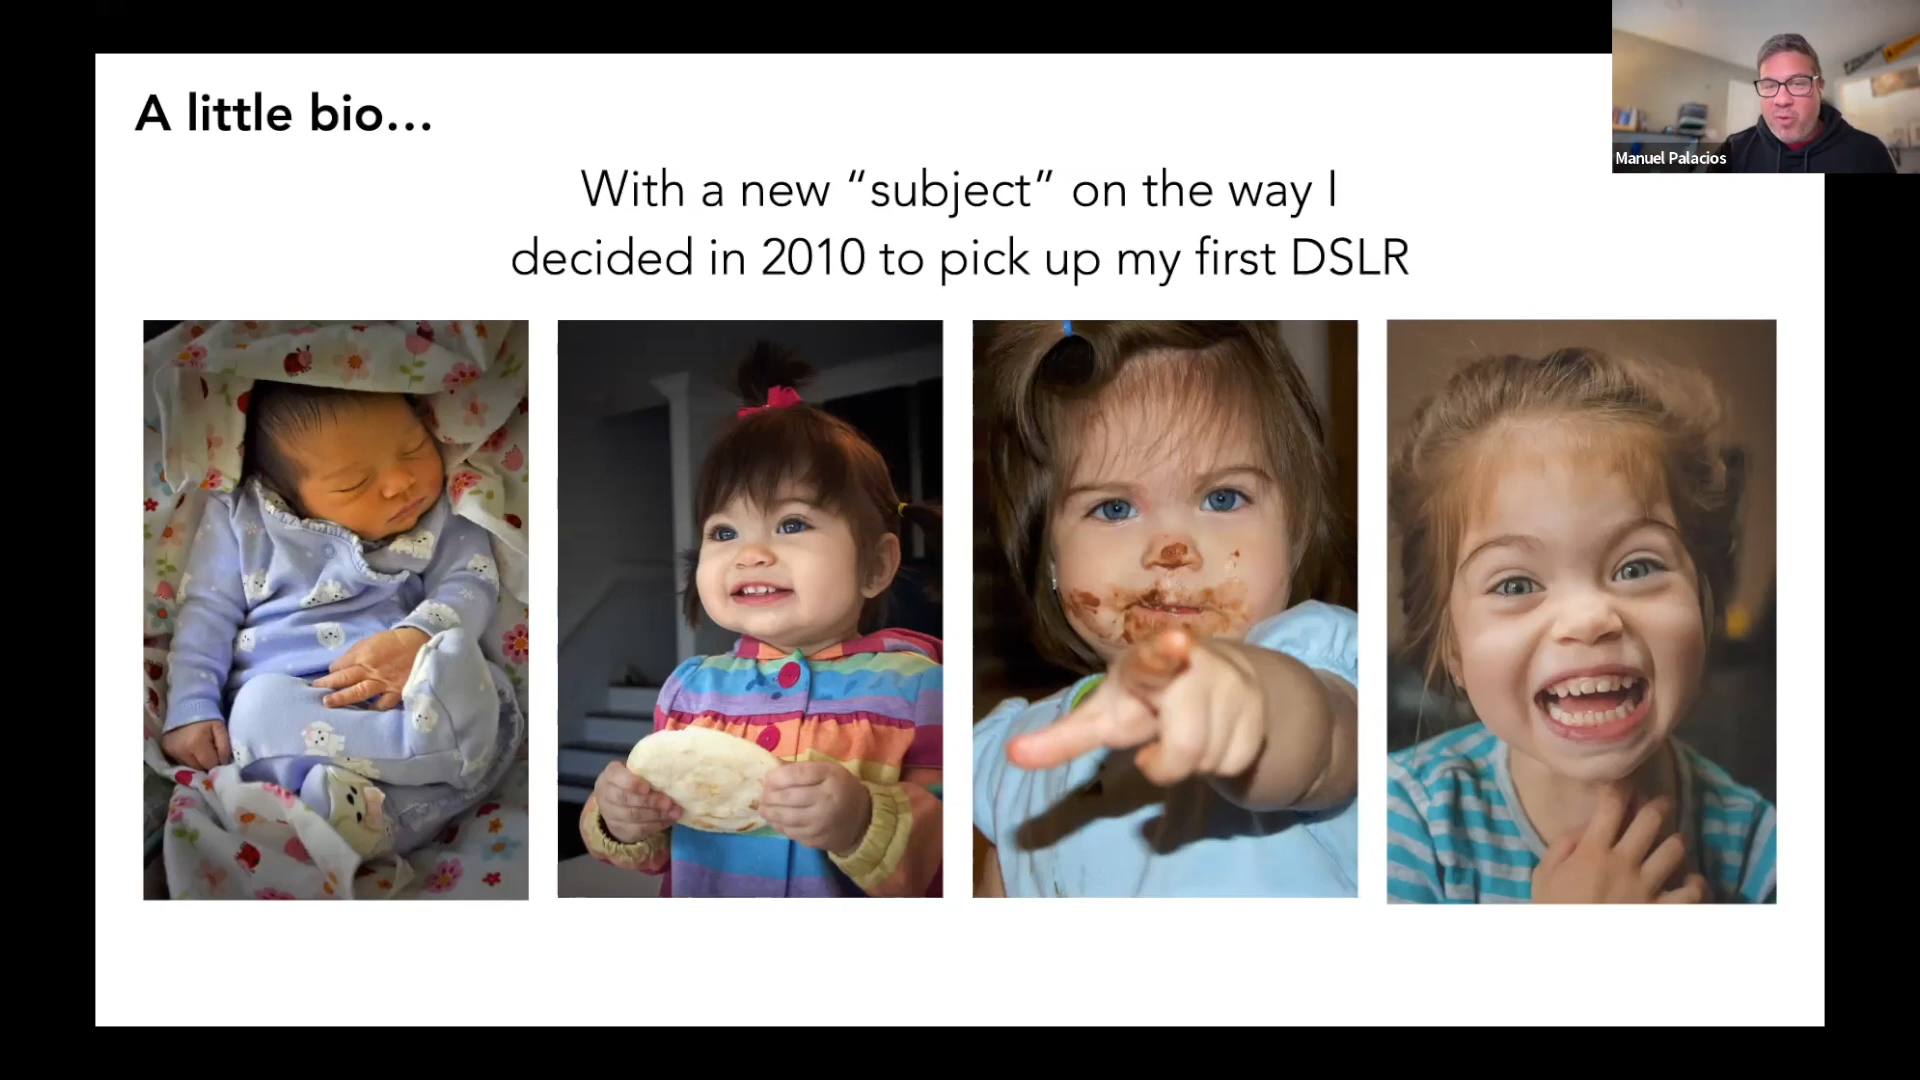 A little bio...
With a new “subject” on the way I
decided in 2010 to pick up my first DSLR
Manuel Palacios